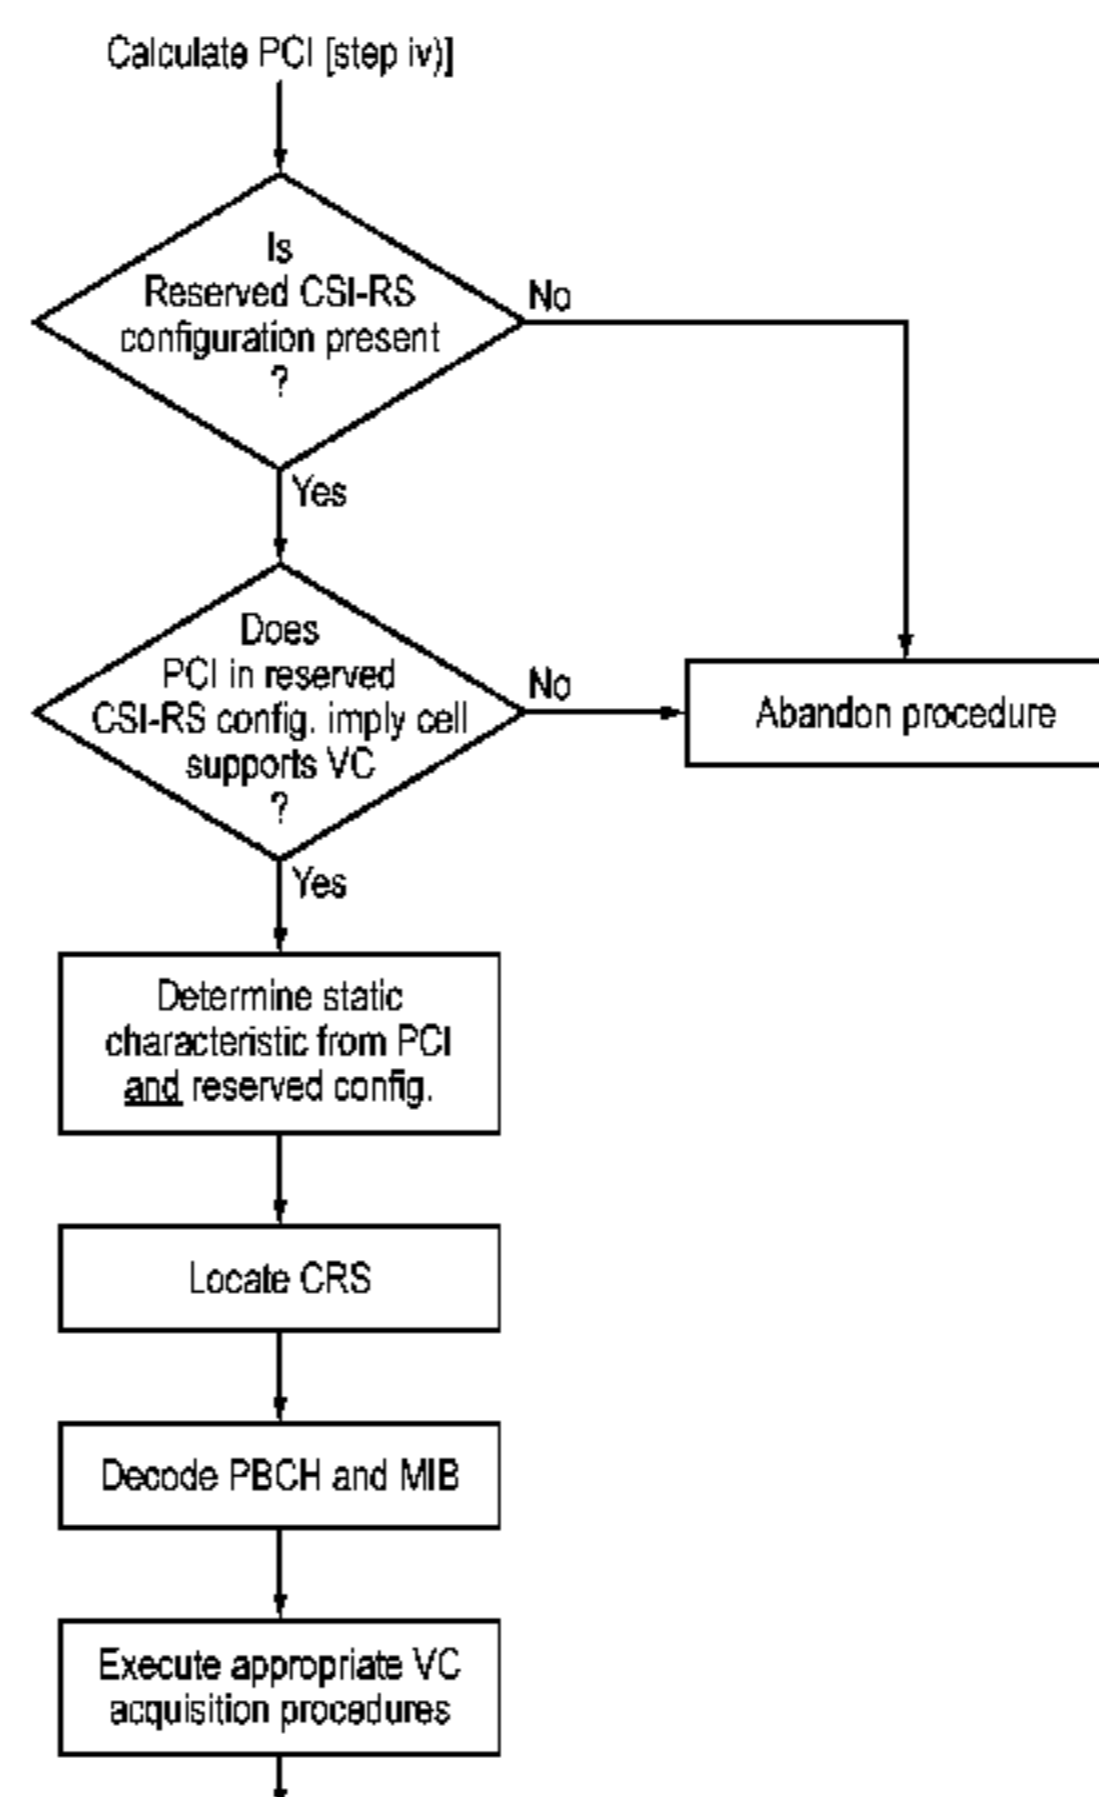 Calculate PCI [step iv)]
Is
Reserved CSI-RS
configuration present
?
No
Yes
Does
PCI in reserved
CSI-RS config. imply cell
supports VC
?
No
Abandon procedure
Yes
Determine static
characteristic from PCI
and reserved config.
Locate CRS
Decode PBCH and MIB
Execute appropriate VC
acquisition procedures